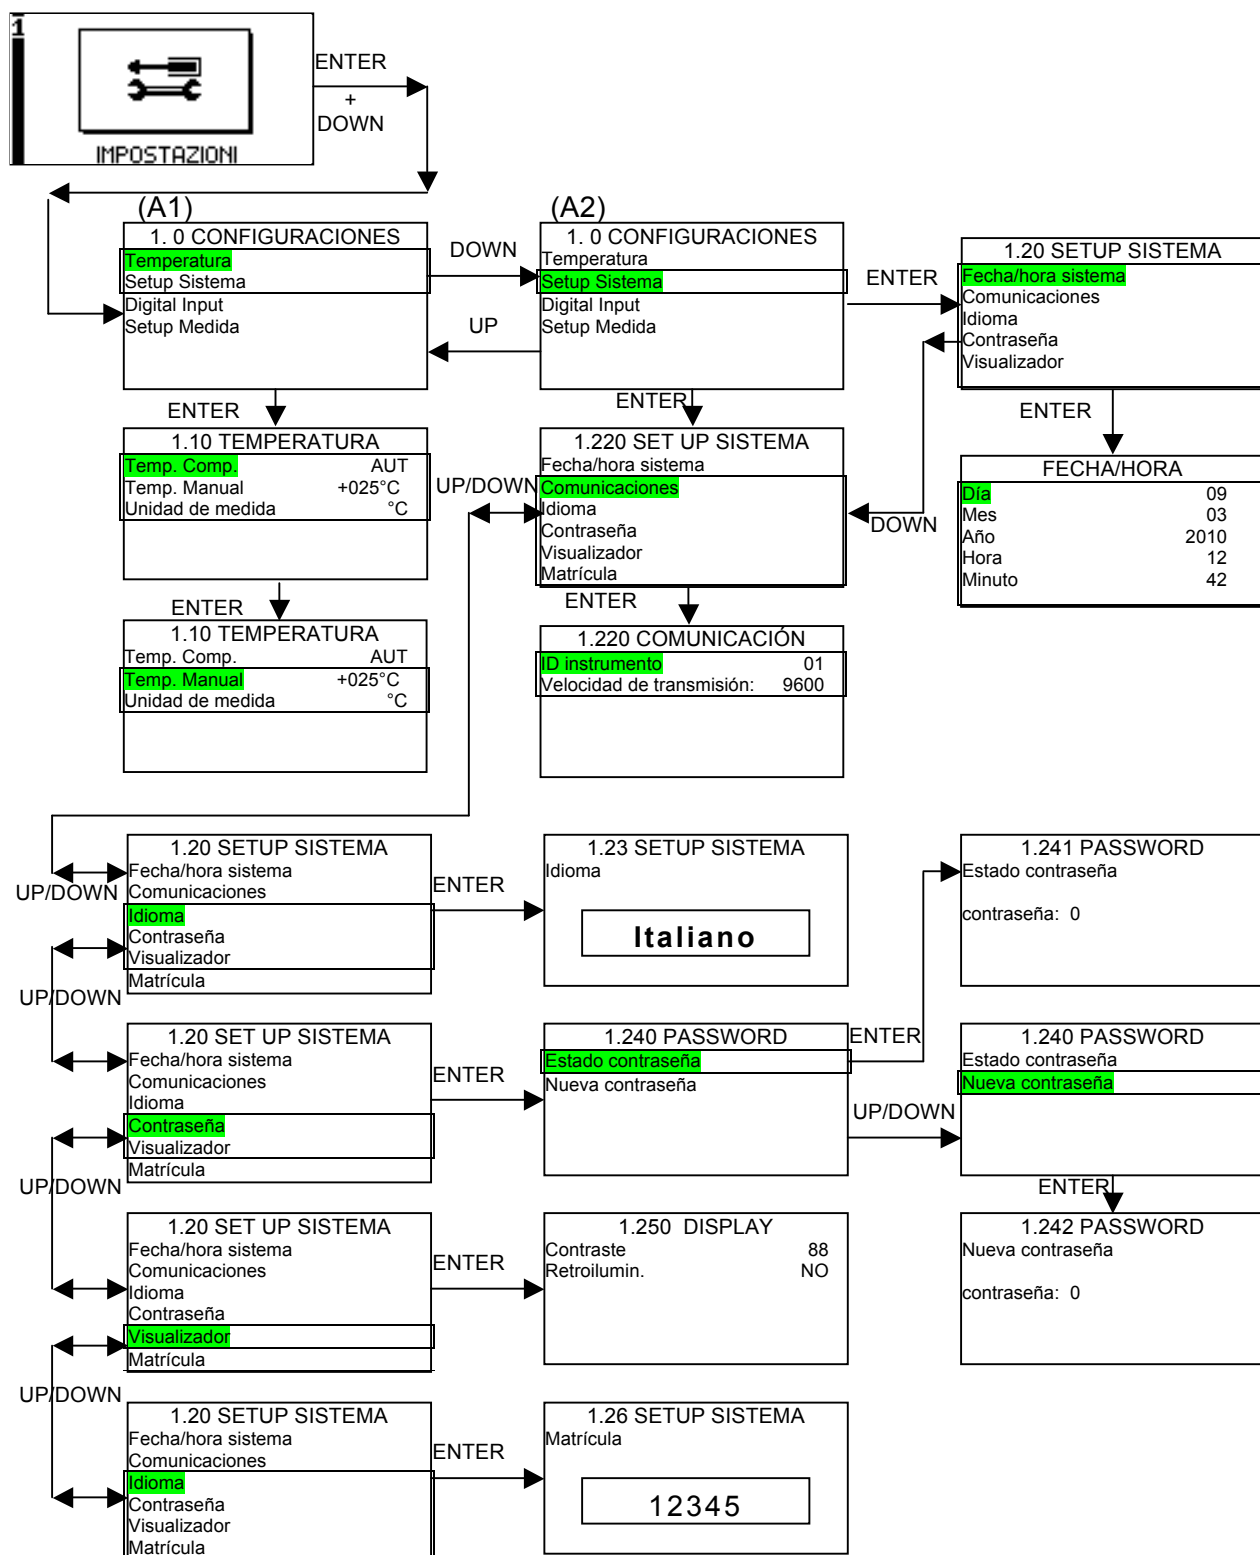 1
ENTER
+
DOWN
IMPOSTAZIONI
(A1)
1. 0 CONFIGURACIONES
Temperatura
Setup Sistema
Digital Input
Setup Medida
DOWN
UP
(A2)
1. 0 CONFIGURACIONES
Temperatura
Setup Sistema
Digital Input
Setup Medida
ENTER
1.20 SETUP SISTEMA
Fecha/hora sistema
Comunicaciones
Idioma
Contraseña
Visualizador
ENTER
1.10 TEMPERATURA
Temp. Comp. AUT
Temp. Manual +025°C
Unidad de medida °C
ENTER
1.10 TEMPERATURA
Temp. Comp. AUT
Temp. Manual +025°C
Unidad de medida °C
ENTER
UP/DOWN
1.220 SET UP SISTEMA
Fecha/hora sistema
Comunicaciones
Idioma
Contraseña
Visualizador
Matrícula
DOWN
ENTER
1.220 COMUNICACIÓN
ID instrumento 01
Velocidad de transmisión: 9600
ENTER
FECHA/HORA
Día 09
Mes 03
Año 2010
Hora 12
Minuto 42
UP/DOWN
1.20 SETUP SISTEMA
Fecha/hora sistema
Comunicaciones
Idioma
Contraseña
Visualizador
Matrícula
ENTER
1.23 SETUP SISTEMA
Idioma
Italiano
1.241 PASSWORD
Estado contraseña
contraseña: 0
UP/DOWN
1.20 SET UP SISTEMA
Fecha/hora sistema
Comunicaciones
Idioma
Contraseña
Visualizador
Matrícula
ENTER
1.240 PASSWORD
Estado contraseña
Nueva contraseña
ENTER
UP/DOWN
1.240 PASSWORD
Estado contraseña
Nueva contraseña
ENTER
UP/DOWN
1.20 SET UP SISTEMA
Fecha/hora sistema
Comunicaciones
Idioma
Contraseña
Visualizador
Matrícula
ENTER
1.250 DISPLAY
Contraste 88
Retroilumin. NO
1.242 PASSWORD
Nueva contraseña
contraseña: 0
UP/DOWN
1.20 SETUP SISTEMA
Fecha/hora sistema
Comunicaciones
Idioma
Contraseña
Visualizador
Matrícula
ENTER
1.26 SETUP SISTEMA
Matrícula
12345